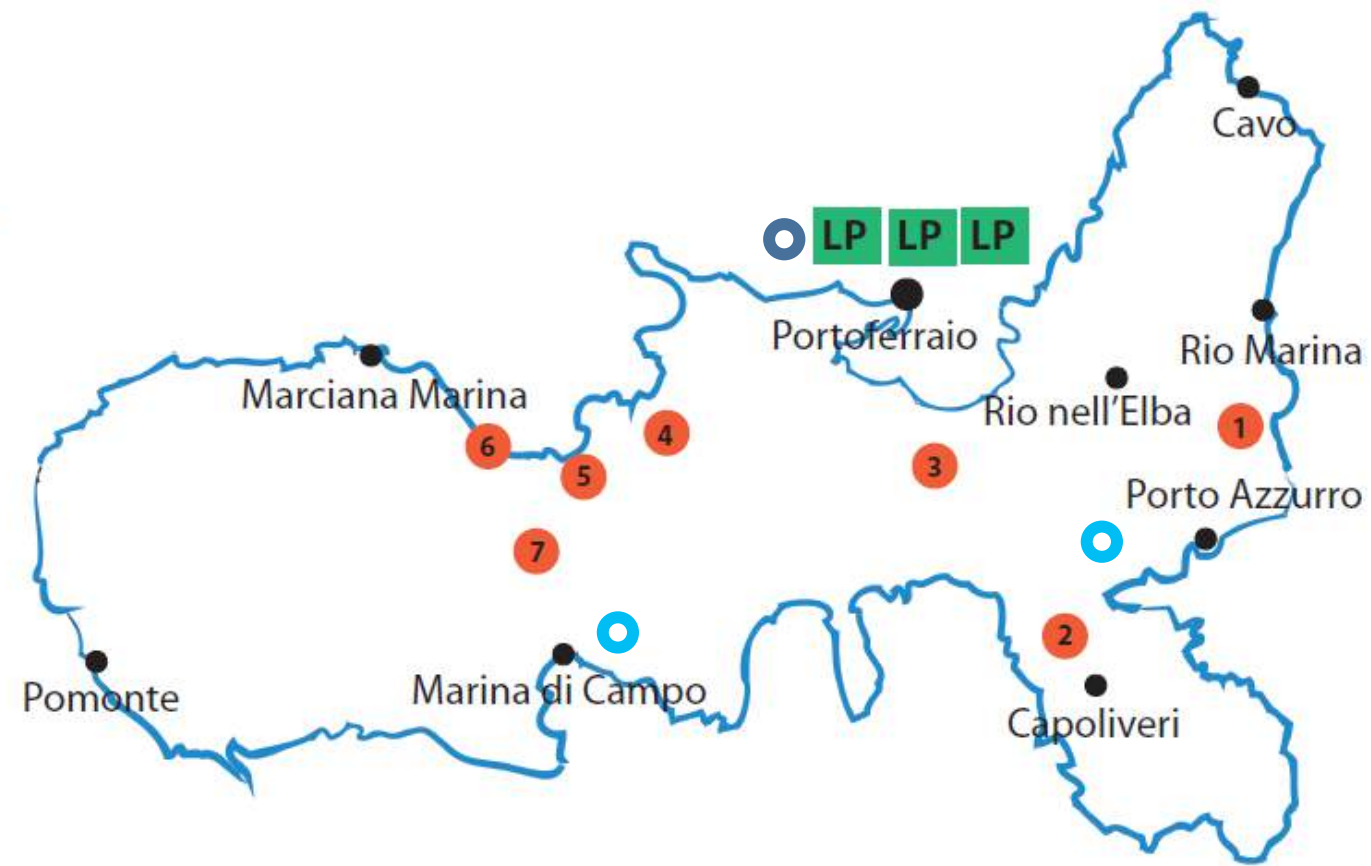 Cavo
LP LP LP
Portoferraio
Rio Marina
Marciana Marina
Rio nell'Elba
1
4
6
3
5
Porto Azzurro
7
2
Marina di Campo
Pomonte
Capoliveri